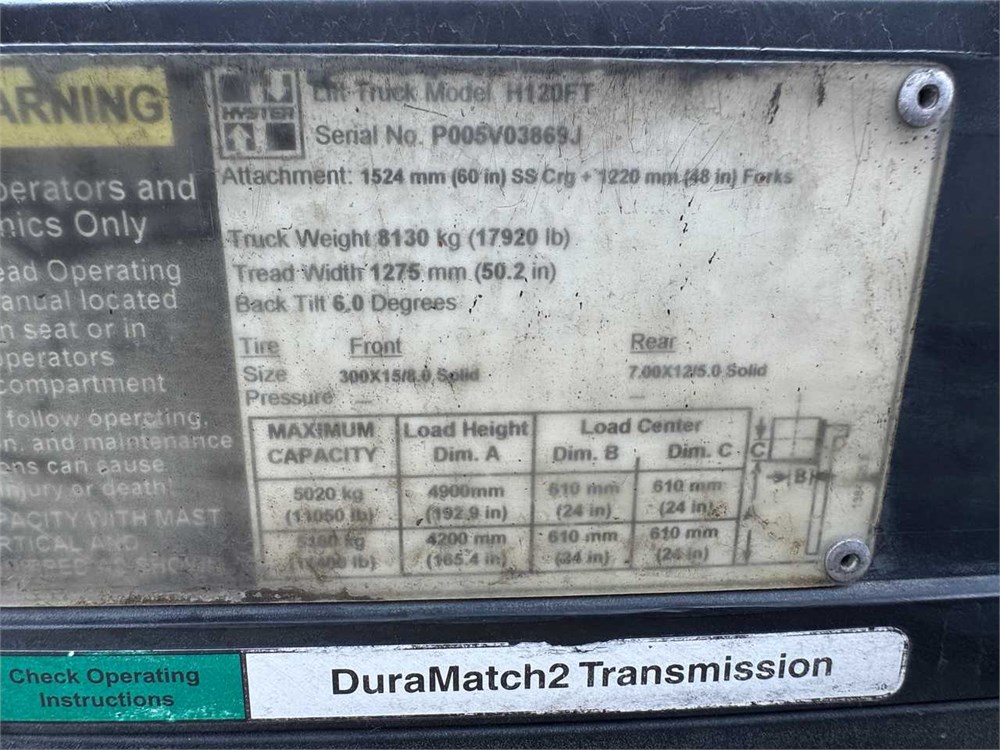 ARNING
perators and
nics Only
ead Operating
anual located
n seat or in
perators
compartment
follow operating,
n. and maintenance
ons can cause
injury or death!
PACITY WITH MAST
RTICAL AND
HYSTER
Lift Truck Model H120FT
Serial No. P005V03869J
Attachment: 1524 mm (60 in) SS Crg + 1220 mm (48 in) Forks
Truck Weight 8130 kg (17920 lb)
Tread Width 1275 mm (50.2 in)
Back Tilt 6.0 Degrees
Tire Front Rear
Size 300X15/8.0 Solid 7.00X12/5.0 Solid
Pressure — —
MAXIMUM Load Height Load Center
CAPACITY Dim. A Dim. B Dim. C
5020 kg 4900mm 610 mm 610 mm
(11050 lb) (192.9 in) (24 in) (24 in)
kg 4200 mm 610 mm 610 mm
lb) (165.4 in) (24 in) (24 in)
C
B
A
Check Operating
Instructions
DuraMatch2 Transmission